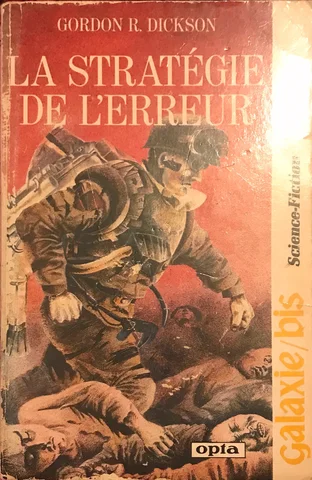 GORDON R. DICKSON
LA STRATÉGIE
DE L'ERREUR
Science-Fiction
galaxie/bis
opta